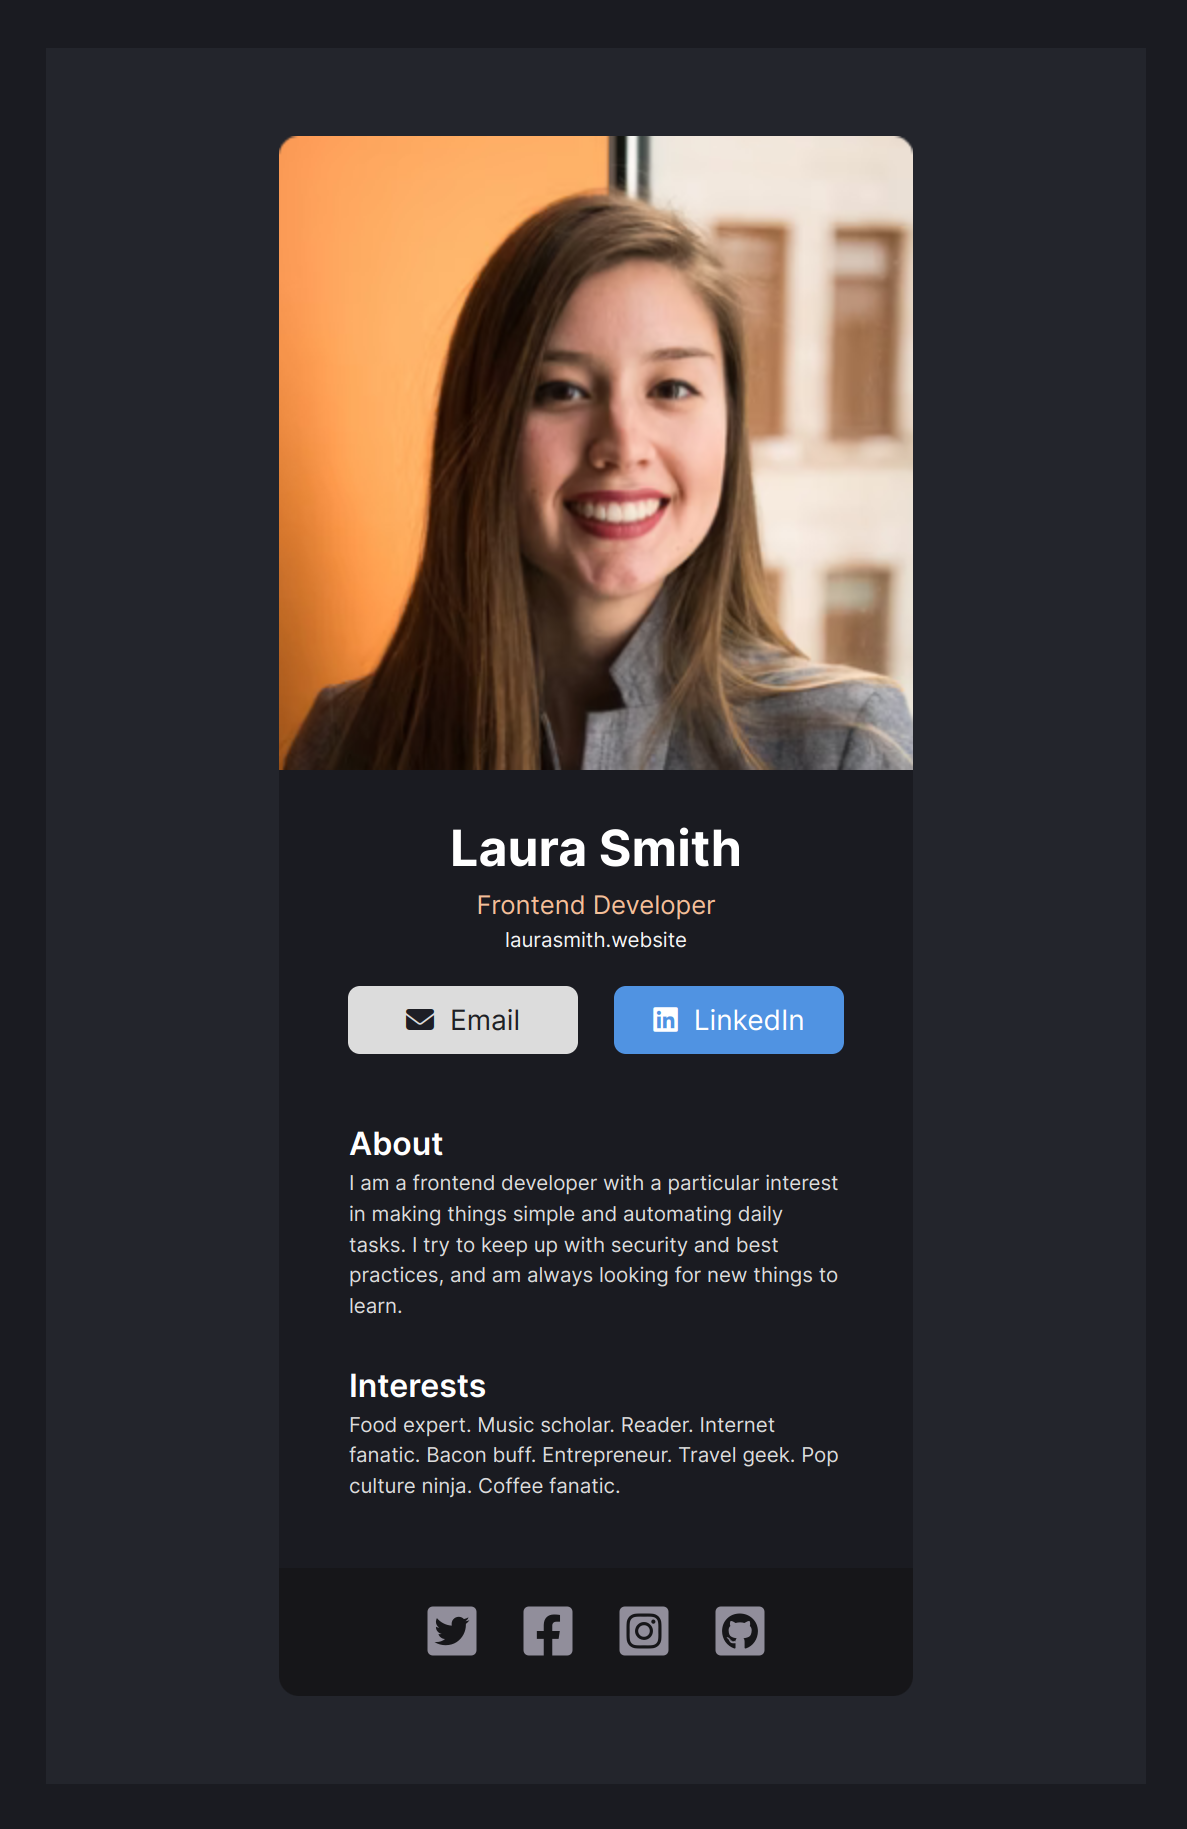 Laura Smith
Frontend Developer
laurasmith.website
Email
LinkedIn
About
I am a frontend developer with a particular interest
in making things simple and automating daily
tasks. I try to keep up with security and best
practices, and am always looking for new things to
learn.
Interests
Food expert. Music scholar. Reader. Internet
fanatic. Bacon buff. Entrepreneur. Travel geek. Pop
culture ninja. Coffee fanatic.